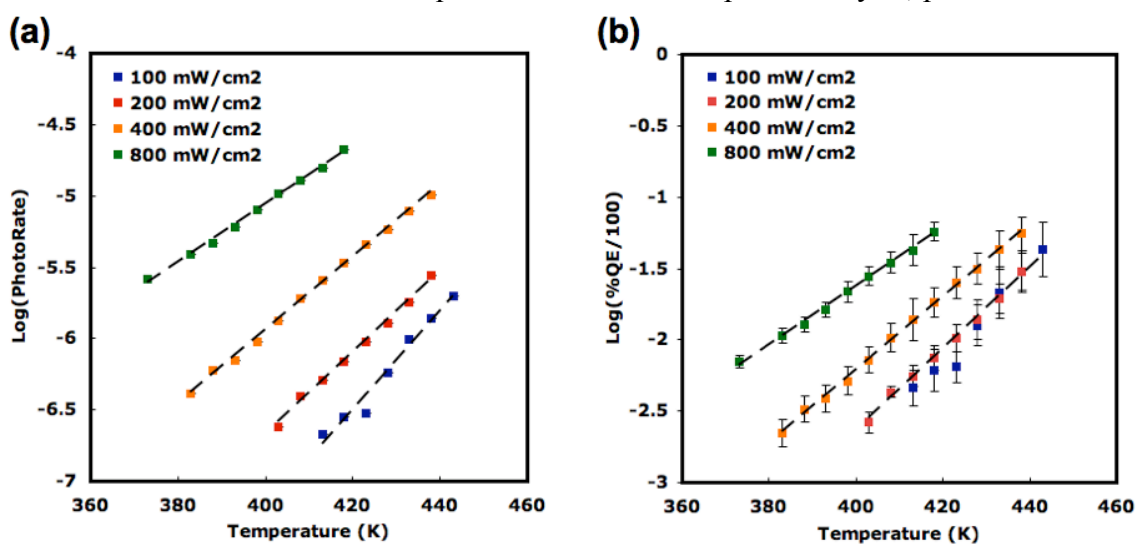 (a)
-4
-4.5
-5
-5.5
-6
-6.5
-7
Log(PhotoRate)
100 mW/cm2
200 mW/cm2
400 mW/cm2
800 mW/cm2
360 380 400 420 440 460
Temperature (K)
(b)
0
-0.5
-1
-1.5
-2
-2.5
-3
Log(%QE/100)
100 mW/cm2
200 mW/cm2
400 mW/cm2
800 mW/cm2
360 380 400 420 440 460
Temperature (K)